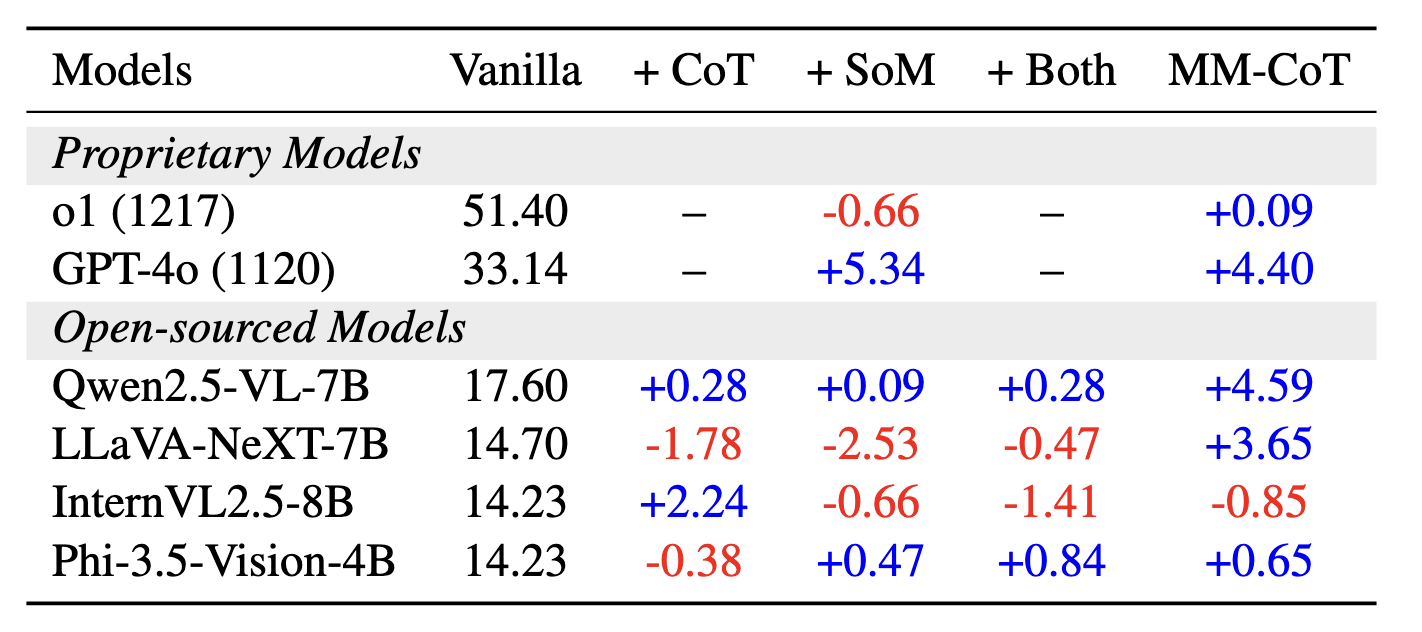 Models Vanilla + CoT + SoM + Both MM-CoT
Proprietary Models
o1 (1217) 51.40 – -0.66 – +0.09
GPT-4o (1120) 33.14 – +5.34 – +4.40
Open-sourced Models
Qwen2.5-VL-7B 17.60 +0.28 +0.09 +0.28 +4.59
LLaVA-NeXT-7B 14.70 -1.78 -2.53 -0.47 +3.65
InternVL2.5-8B 14.23 +2.24 -0.66 -1.41 -0.85
Phi-3.5-Vision-4B 14.23 -0.38 +0.47 +0.84 +0.65